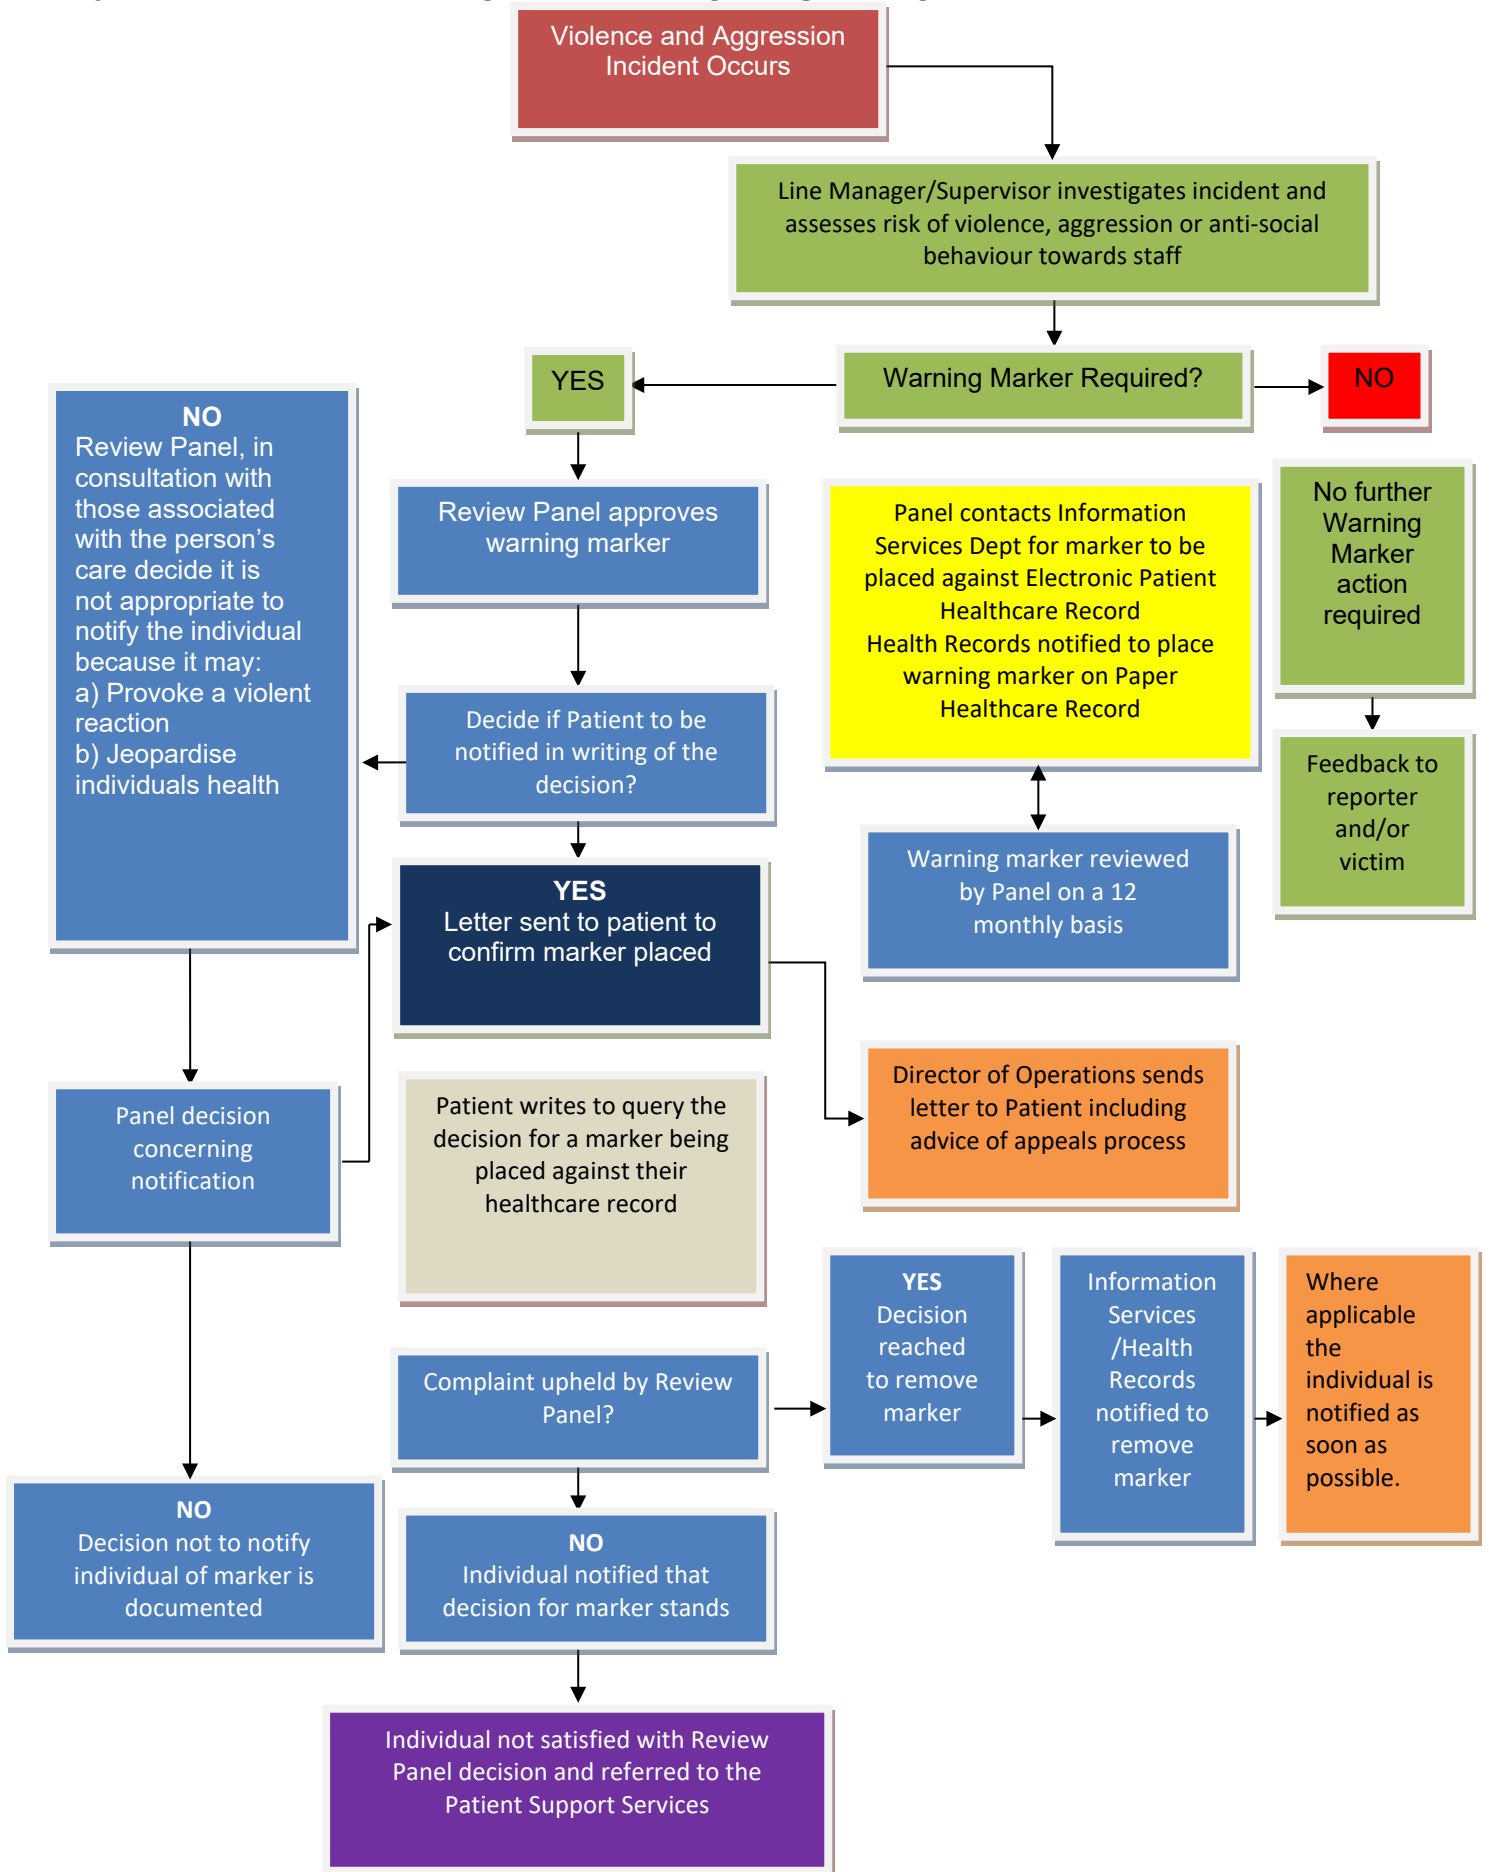 Violence and Aggression
Incident Occurs
Line Manager/Supervisor investigates incident and
assesses risk of violence, aggression or anti-social
behaviour towards staff
Warning Marker Required?
YES
NO
NO
Review Panel, in
consultation with
those associated
with the person's
care decide it is
not appropriate to
notify the individual
because it may:
a) Provoke a violent
reaction
b) Jeopardise
individuals health
Review Panel approves
warning marker
Panel contacts Information
Services Dept for marker to be
placed against Electronic Patient
Healthcare Record
Health Records notified to place
warning marker on Paper
Healthcare Record
No further
Warning
Marker
action
required
Decide if Patient to be
notified in writing of the
decision?
Feedback to
reporter
and/or
victim
Warning marker reviewed
by Panel on a 12
monthly basis
YES
Letter sent to patient to
confirm marker placed
Director of Operations sends
letter to Patient including
advice of appeals process
Panel decision
concerning
notification
Patient writes to query the
decision for a marker being
placed against their
healthcare record
Complaint upheld by Review
Panel?
YES
Decision
reached
to remove
marker
Information
Services
/Health
Records
notified to
remove
marker
Where
applicable
the
individual is
notified as
soon as
possible.
NO
Decision not to notify
individual of marker is
documented
NO
Individual notified that
decision for marker stands
Individual not satisfied with Review
Panel decision and referred to the
Patient Support Services